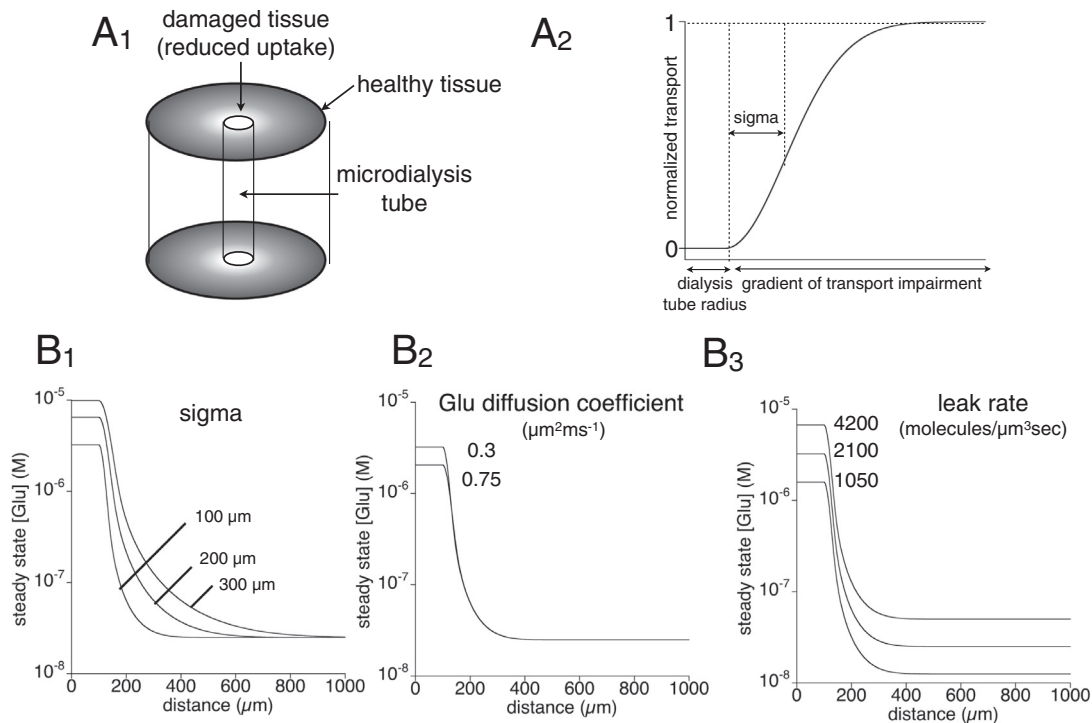 A1
damaged tissue
(reduced uptake)
healthy tissue
microdialysis
tube
A2
1
normalized transport
sigma
0
dialysis
tube radius
gradient of transport impairment
B1
sigma
steady state [Glu] (M)
10-5
10-6
10-7
10-8
100 µm
200 µm
300 µm
0 200 400 600 800 1000
distance (µm)
B2
Glu diffusion coefficient
(µm²ms-1)
steady state [Glu] (M)
10-5
10-6
10-7
10-8
0.3
0.75
0 200 400 600 800 1000
distance (µm)
B3
leak rate
(molecules/µm³sec)
steady state [Glu] (M)
10-5
10-6
10-7
10-8
4200
2100
1050
0 200 400 600 800 1000
distance (µm)